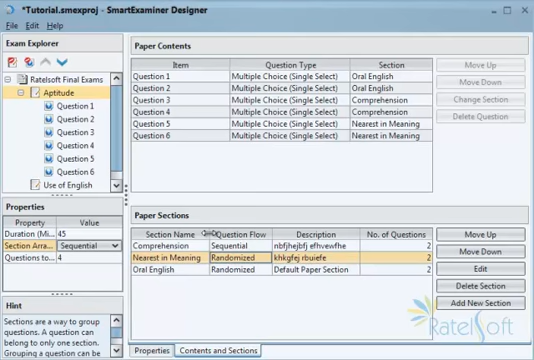 *Tutorial.smexproj - SmartExaminer Designer
File Edit Help
Exam Explorer
Ratelsoft Final Exams
Aptitude
Question 1
Question 2
Question 3
Question 4
Question 5
Question 6
Use of English
Properties
Property Value
Duration (Mi... 45
Section Arra... Sequential
Questions to... 4
Hint
Sections are a way to group
questions. A question can
belong to only one section.
Grouping a question can be
Paper Contents
Item Question Type Section
Question 1 Multiple Choice (Single Select) Oral English
Question 2 Multiple Choice (Single Select) Oral English
Question 3 Multiple Choice (Single Select) Comprehension
Question 4 Multiple Choice (Single Select) Comprehension
Question 5 Multiple Choice (Single Select) Nearest in Meaning
Question 6 Multiple Choice (Single Select) Nearest in Meaning
Move Up
Move Down
Change Section
Delete Question
Paper Sections
Section Name Question Flow Description No. of Questions
Comprehension Sequential nbfjhejbfj efhvewfhe 2
Nearest in Meaning Randomized khkgfej rbuiefe 2
Oral English Randomized Default Paper Section 2
Move Up
Move Down
Edit
Delete Section
Add New Section
RatelSoft
Properties Contents and Sections